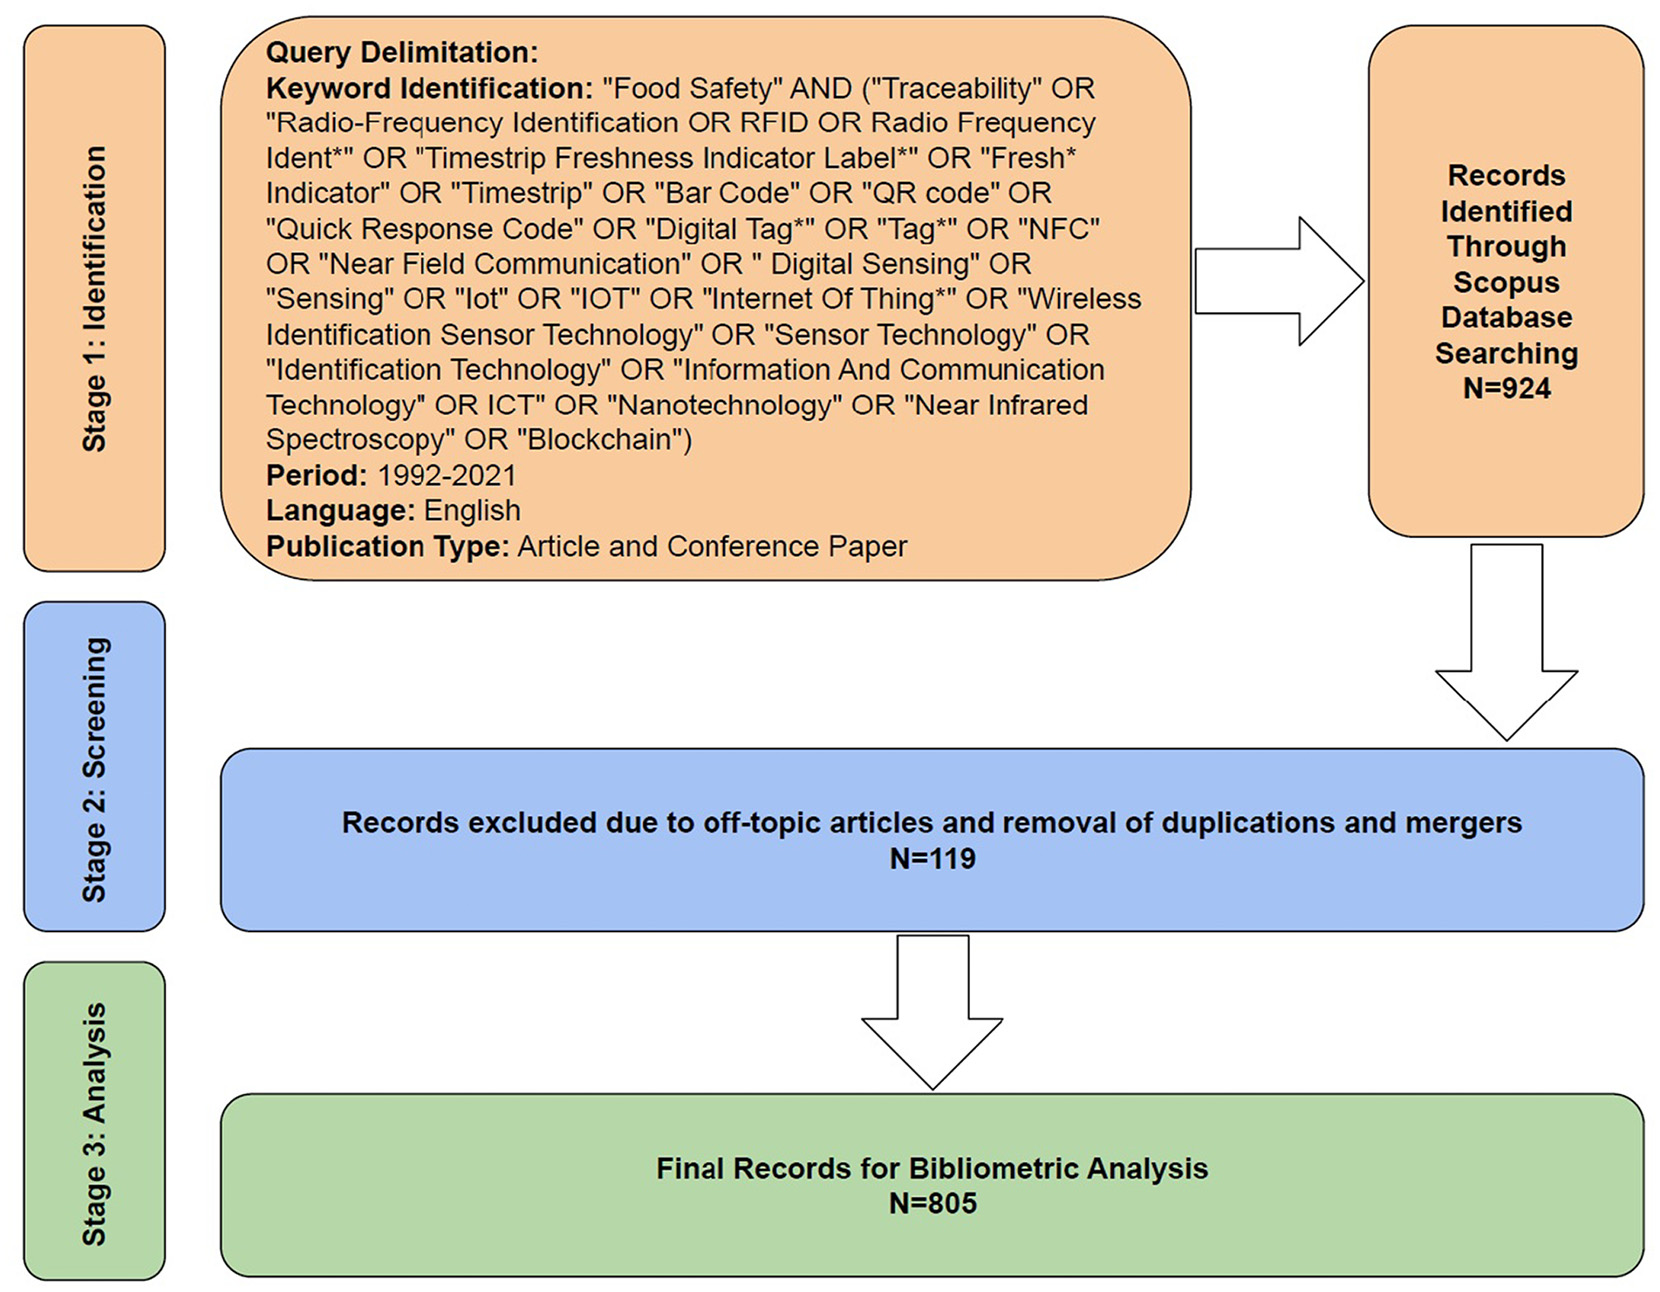 Stage 1: Identification
Query Delimitation:
Keyword Identification: "Food Safety" AND ("Traceability" OR
"Radio-Frequency Identification OR RFID OR Radio Frequency
Ident*" OR "Timestrip Freshness Indicator Label*" OR "Fresh*
Indicator" OR "Timestrip" OR "Bar Code" OR "QR code" OR
"Quick Response Code" OR "Digital Tag*" OR "Tag*" OR "NFC"
OR "Near Field Communication" OR " Digital Sensing" OR
"Sensing" OR "Iot" OR "IOT" OR "Internet Of Thing*" OR "Wireless
Identification Sensor Technology" OR "Sensor Technology" OR
"Identification Technology" OR "Information And Communication
Technology" OR ICT" OR "Nanotechnology" OR "Near Infrared
Spectroscopy" OR "Blockchain")
Period: 1992-2021
Language: English
Publication Type: Article and Conference Paper
Records
Identified
Through
Scopus
Database
Searching
N=924
Stage 2: Screening
Records excluded due to off-topic articles and removal of duplications and mergers
N=119
Stage 3: Analysis
Final Records for Bibliometric Analysis
N=805